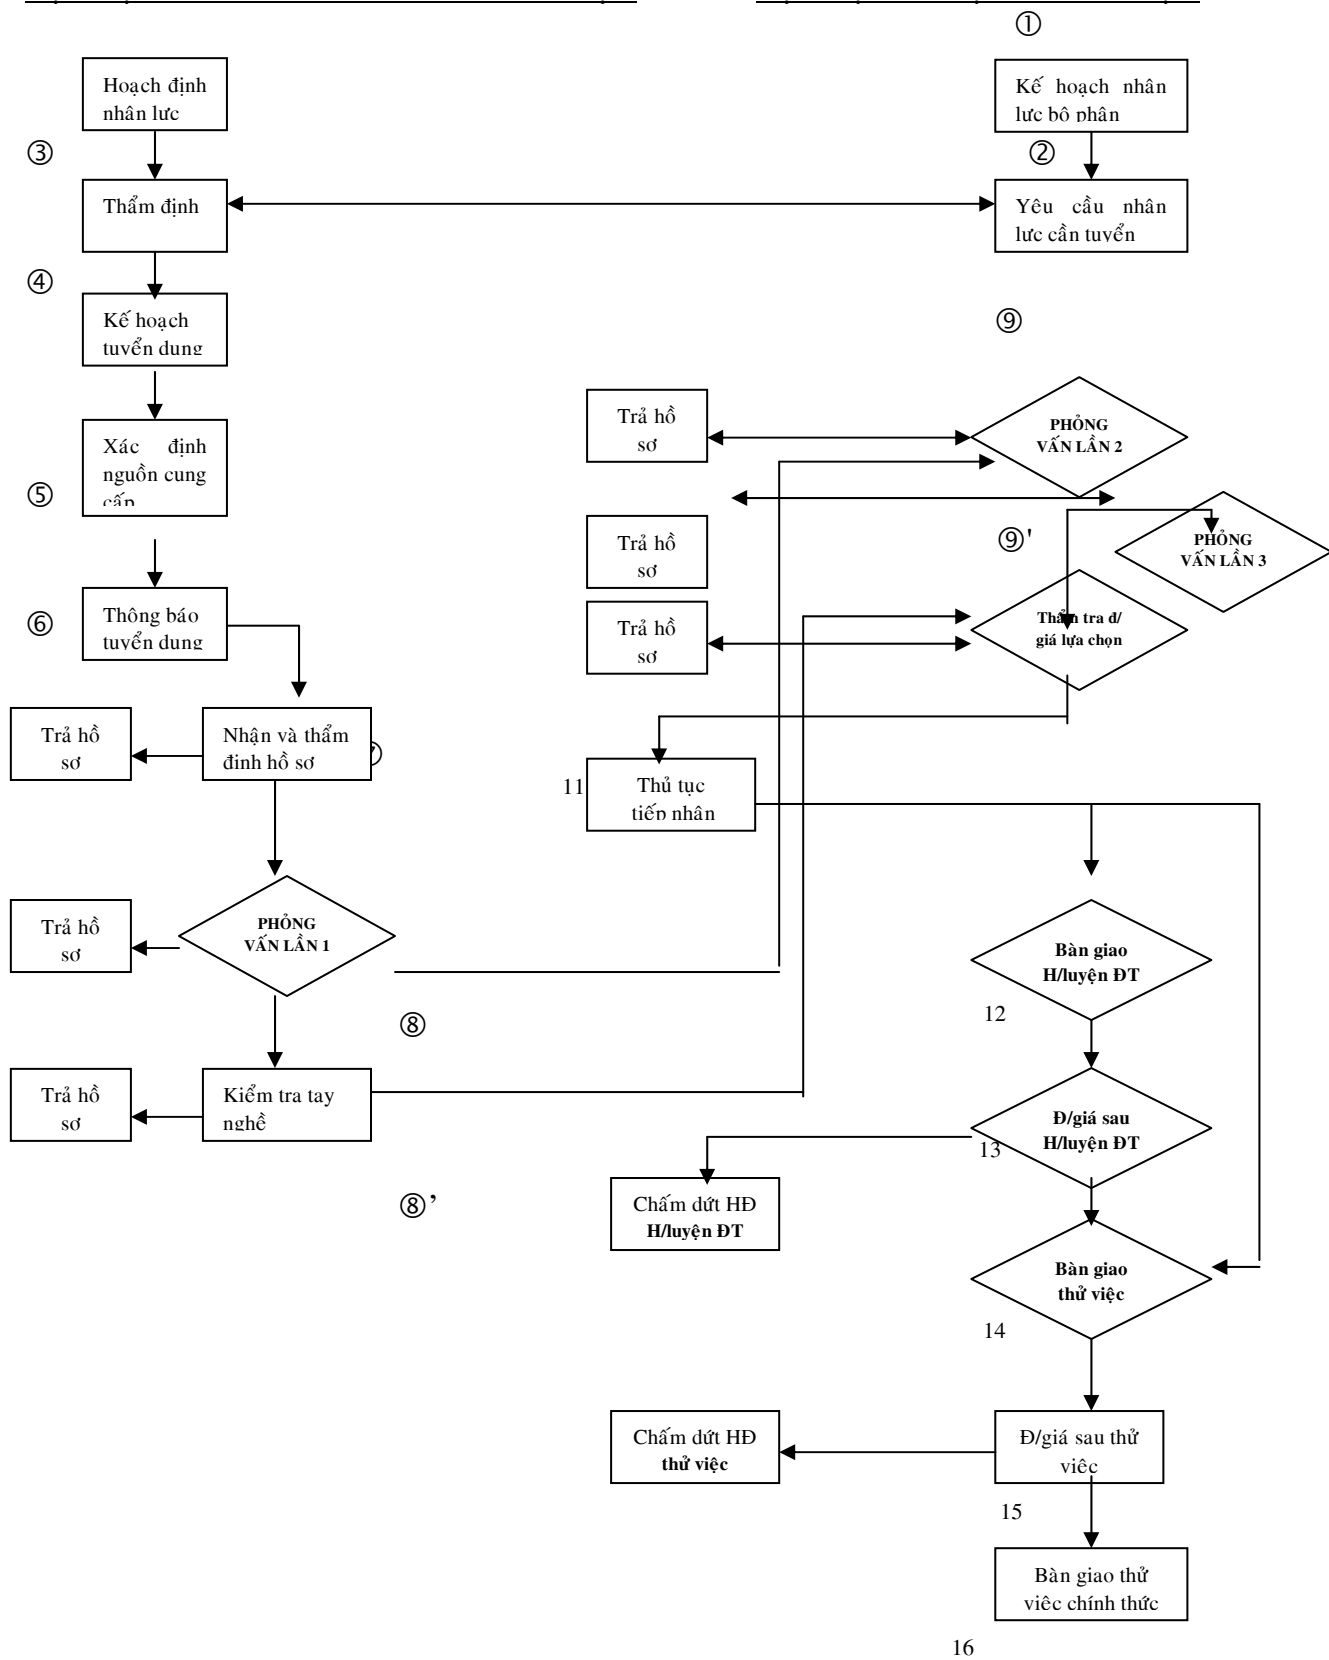 ①
Hoạch định
nhân lực
Kế hoạch nhân
lực bộ phận
③
②
Thẩm định
Yêu cầu nhân
lực cần tuyển
④
Kế hoạch
tuyển dụng
⑨
Trả hồ
sơ
PHỎNG
VẤN LẦN 2
Xác định
nguồn cung
cấp
⑤
Trả hồ
sơ
⑨'
PHỎNG
VẤN LẦN 3
Thông báo
tuyển dụng
⑥
Trả hồ
sơ
Thẩm tra đ/
giá lựa chọn
Trả hồ
sơ
Nhận và thẩm
định hồ sơ
⑦
11
Thủ tục
tiếp nhận
Trả hồ
sơ
PHỎNG
VẤN LẦN 1
Bàn giao
H/luyện ĐT
12
⑧
Trả hồ
sơ
Kiểm tra tay
nghề
Đ/giá sau
H/luyện ĐT
13
⑧’
Chấm dứt HĐ
H/luyện ĐT
Bàn giao
thử việc
14
Chấm dứt HĐ
thử việc
Đ/giá sau thử
việc
15
Bàn giao thử
việc chính thức
16